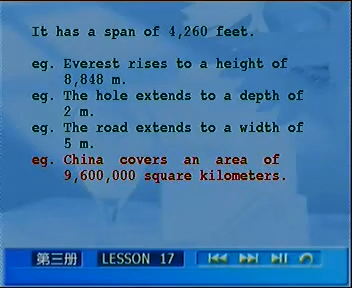 It has a span of 4,260 feet.
eg. Everest rises to a height of
8,848 m.
eg. The hole extends to a depth of
2 m.
eg. The road extends to a width of
5 m.
eg. China covers an area of
9,600,000 square kilometers.
第三册 LESSON 17